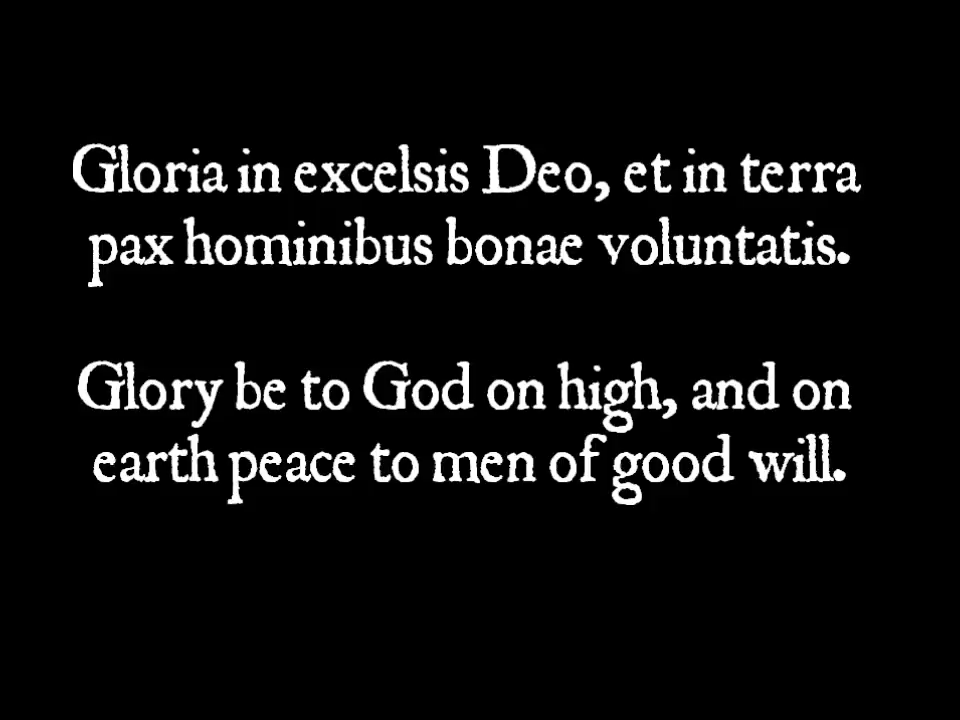 Gloria in excelsis Deo, et in terra
pax hominibus bonae voluntatis.
Glory be to God on high, and on
earth peace to men of good will.